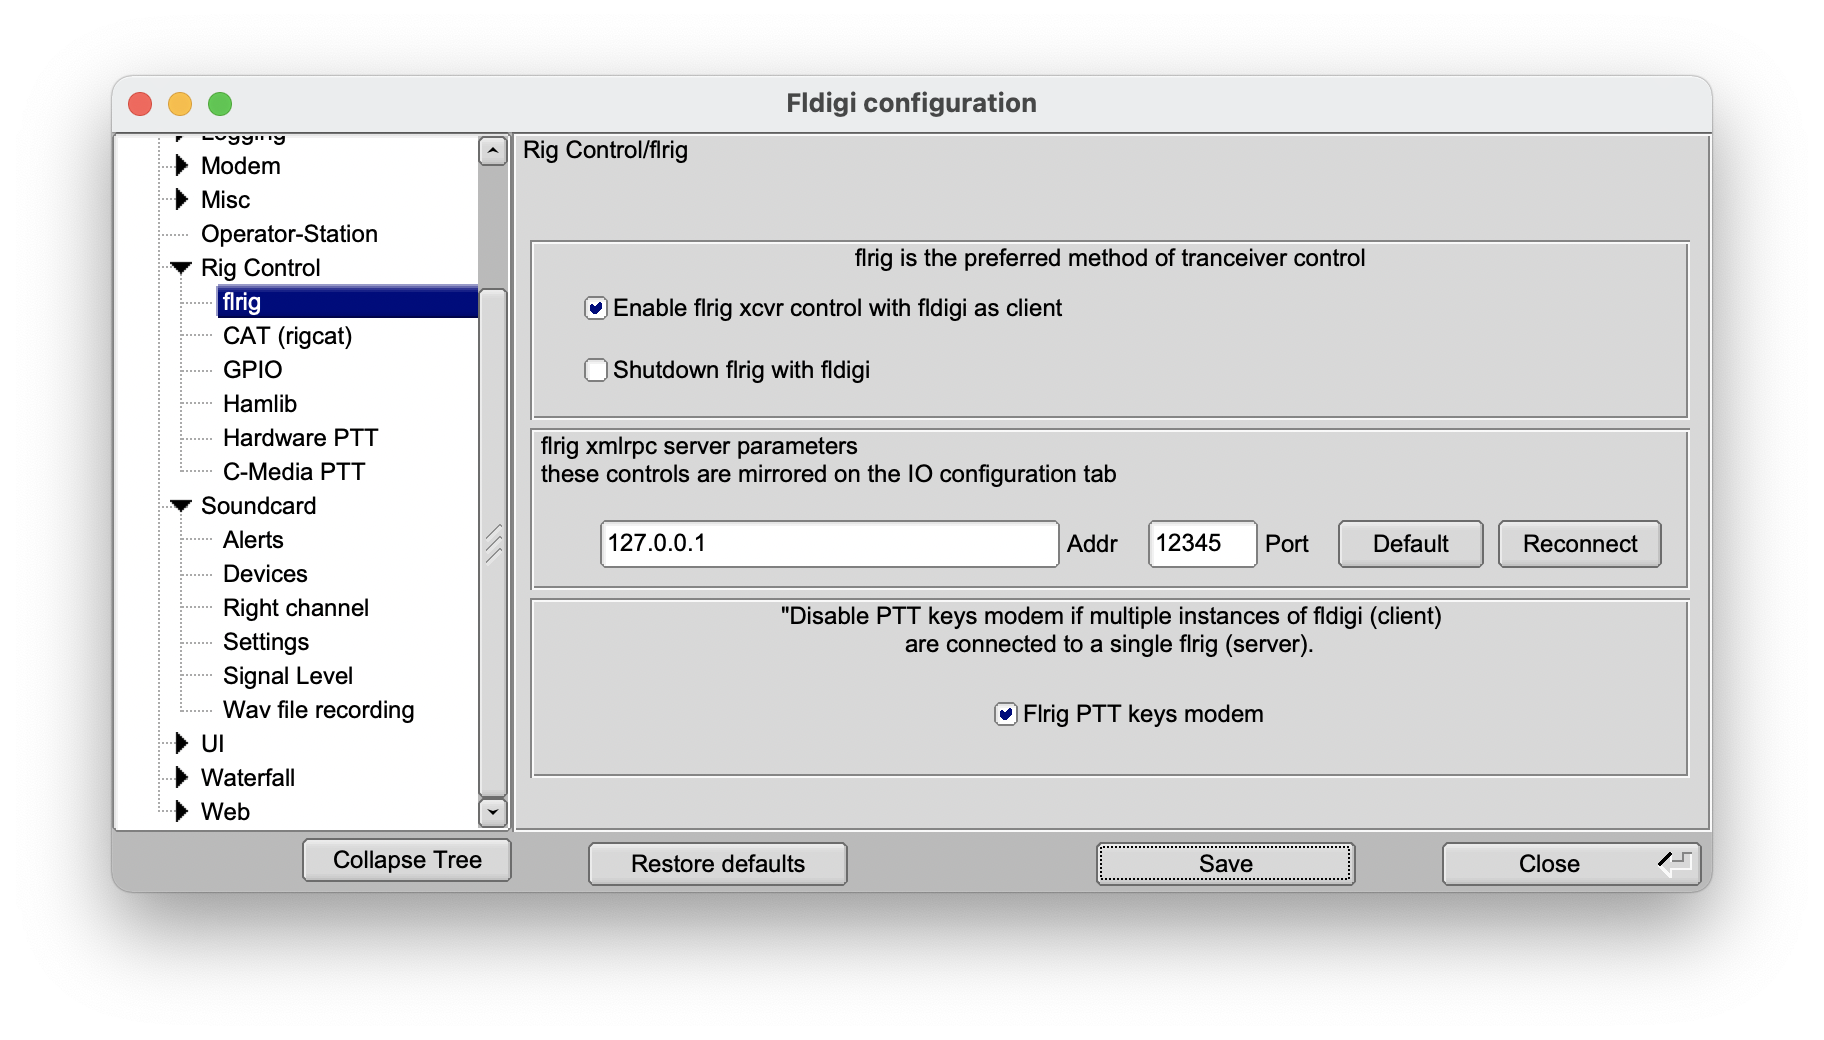 Fldigi configuration
Logging
Modem
Misc
Operator-Station
Rig Control
flrig
CAT (rigcat)
GPIO
Hamlib
Hardware PTT
C-Media PTT
Soundcard
Alerts
Devices
Right channel
Settings
Signal Level
Wav file recording
UI
Waterfall
Web
Collapse Tree
Rig Control/flrig
flrig is the preferred method of tranceiver control
Enable flrig xcvr control with fldigi as client
Shutdown flrig with fldigi
flrig xmlrpc server parameters
these controls are mirrored on the IO configuration tab
127.0.0.1 Addr 12345 Port Default Reconnect
"Disable PTT keys modem if multiple instances of fldigi (client)
are connected to a single flrig (server).
Flrig PTT keys modem
Restore defaults Save Close